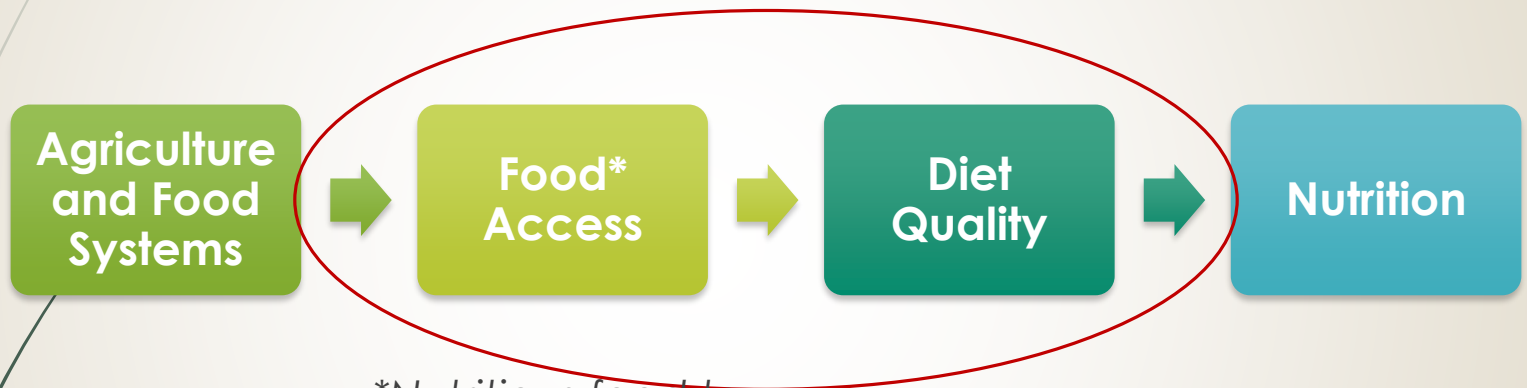 Agriculture
and Food
Systems
Food*
Access
Diet
Quality
Nutrition